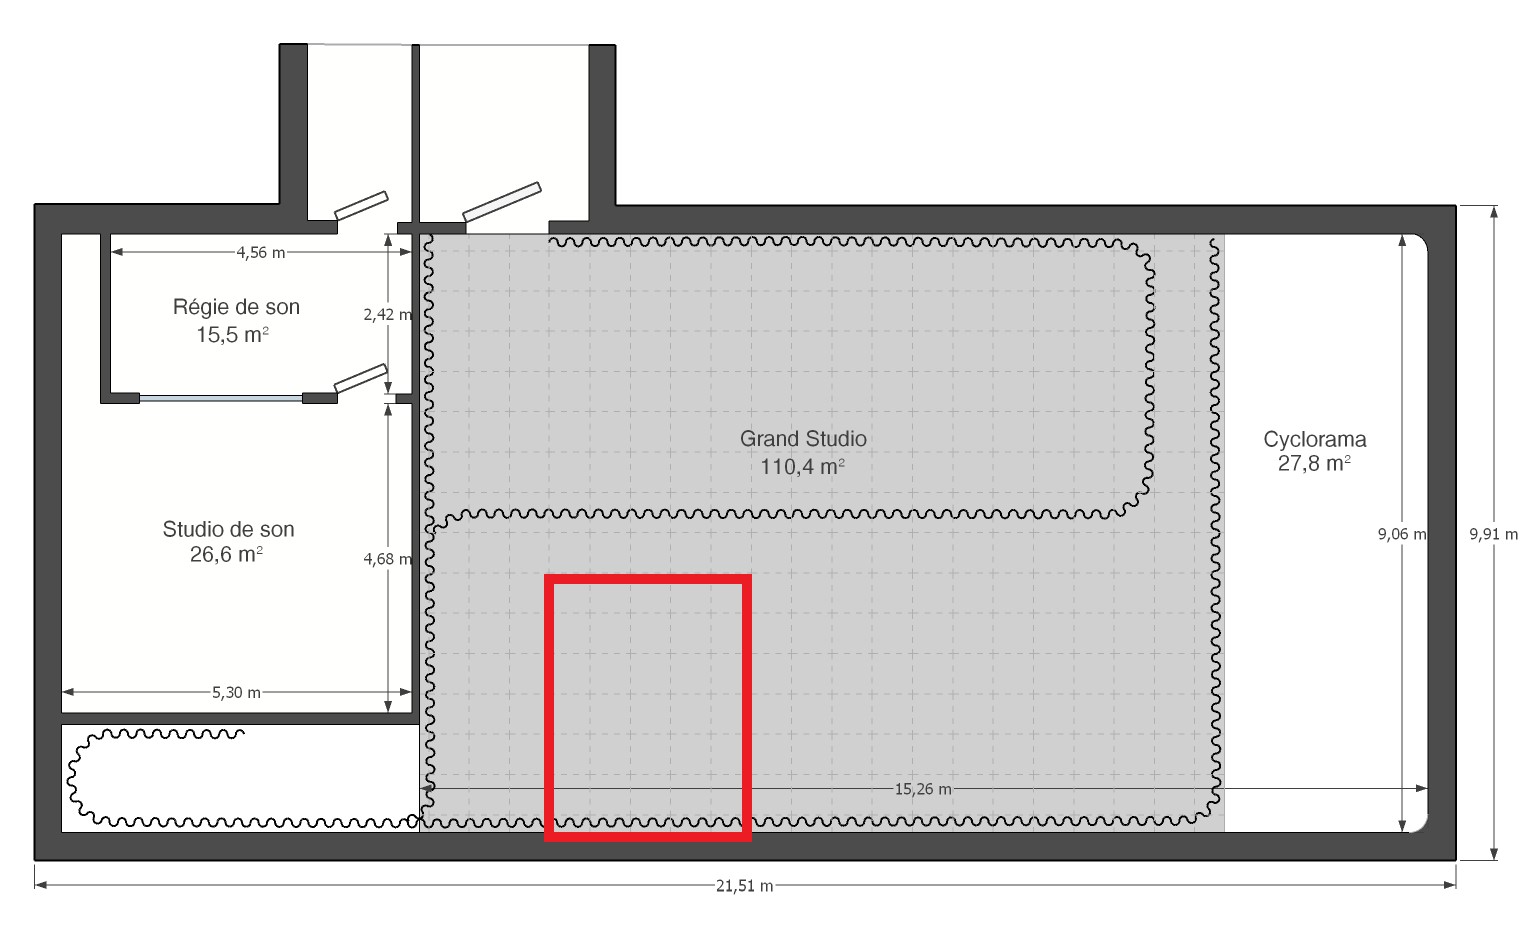 4,56 m
Régie de son
15,5 m²
2,42 m
Grand Studio
110,4 m²
Cyclorama
27,8 m²
Studio de son
26,6 m²
4,68 m
9,06 m
9,91 m
5,30 m
15,26 m
21,51 m